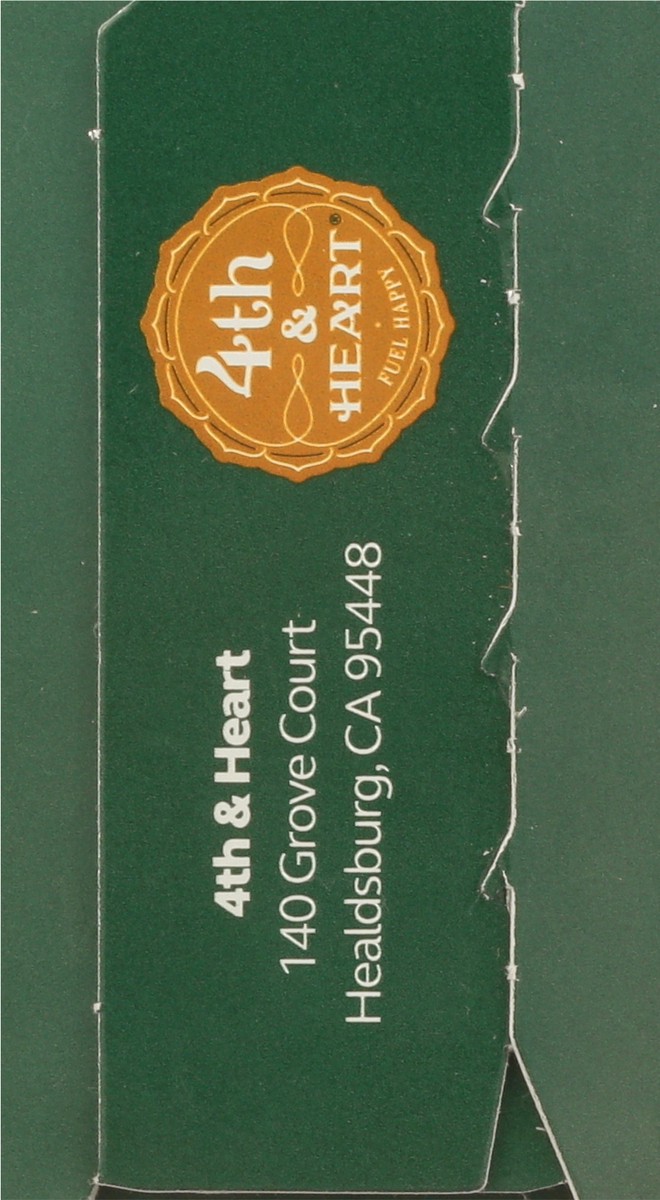 4th
&
HEART®
FUEL HAPPY
4th & Heart
140 Grove Court
Healdsburg, CA 95448